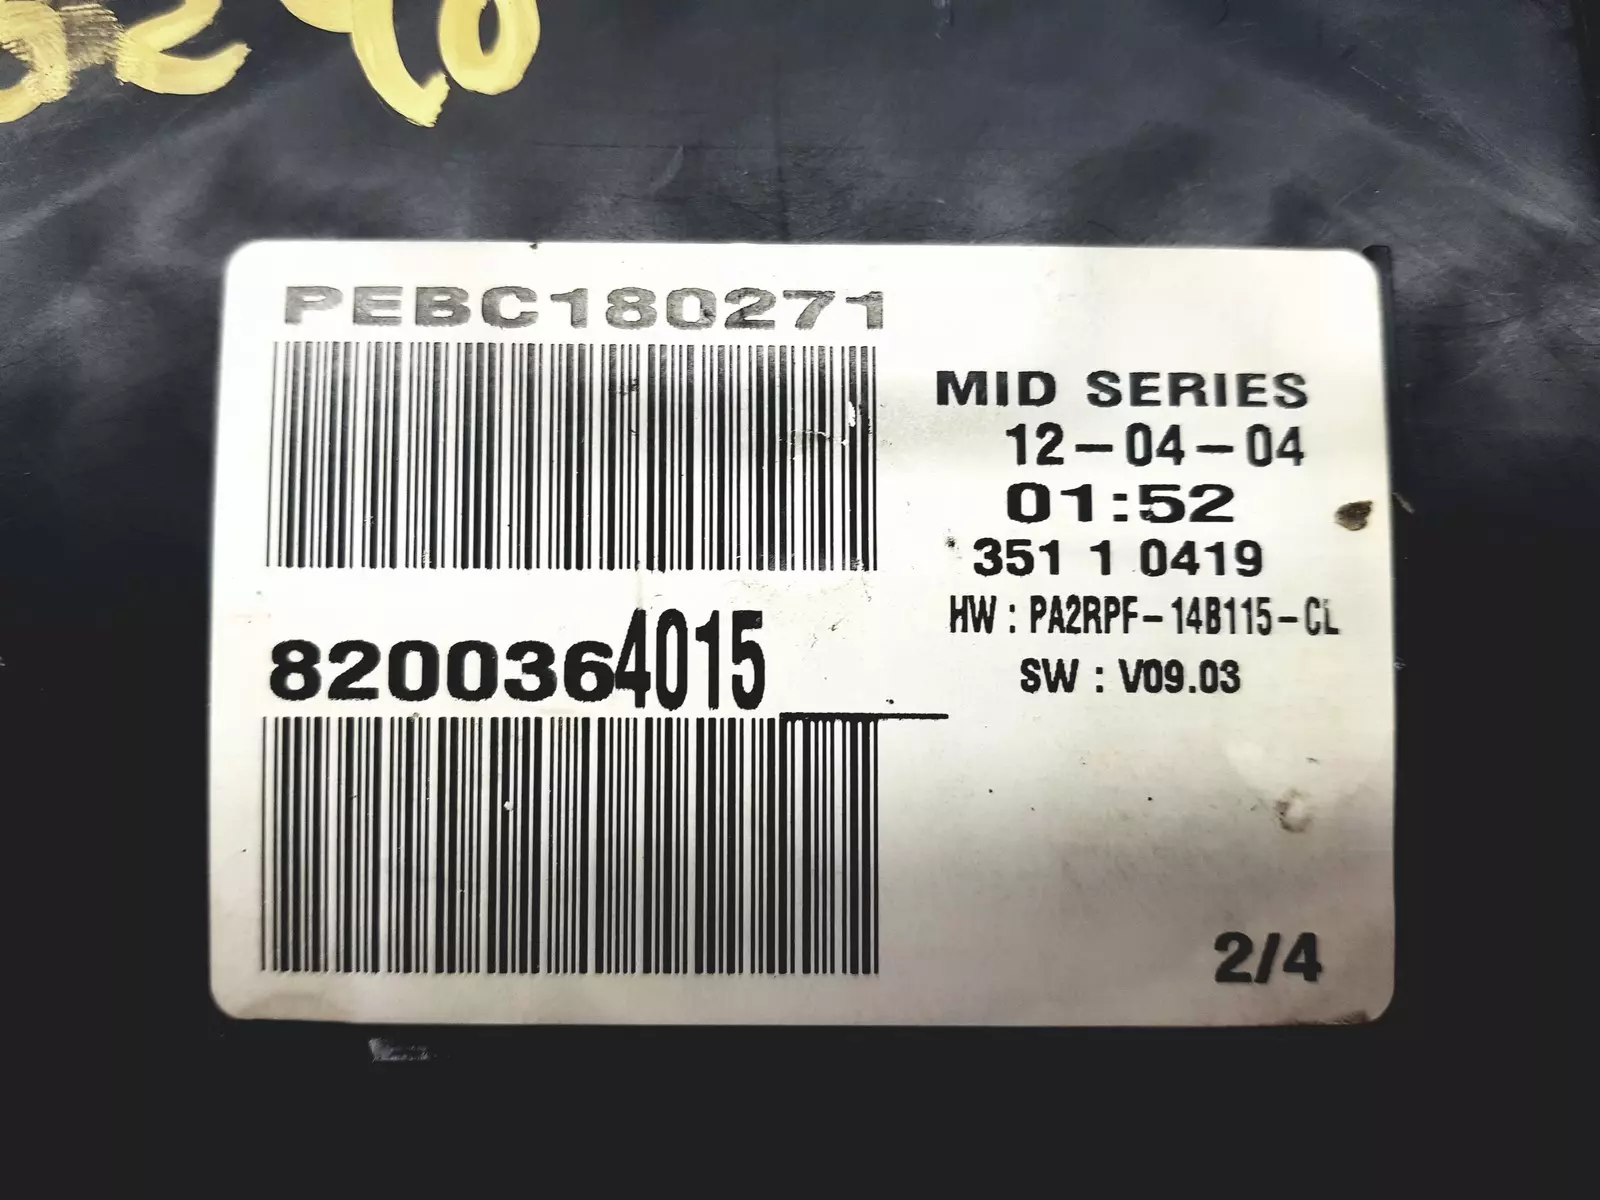 PEBC180271
MID SERIES
12-04-04
01:52
351 1 0419
HW : PA2RPF-14B115-CL
SW : V09.03
8200364015
2/4